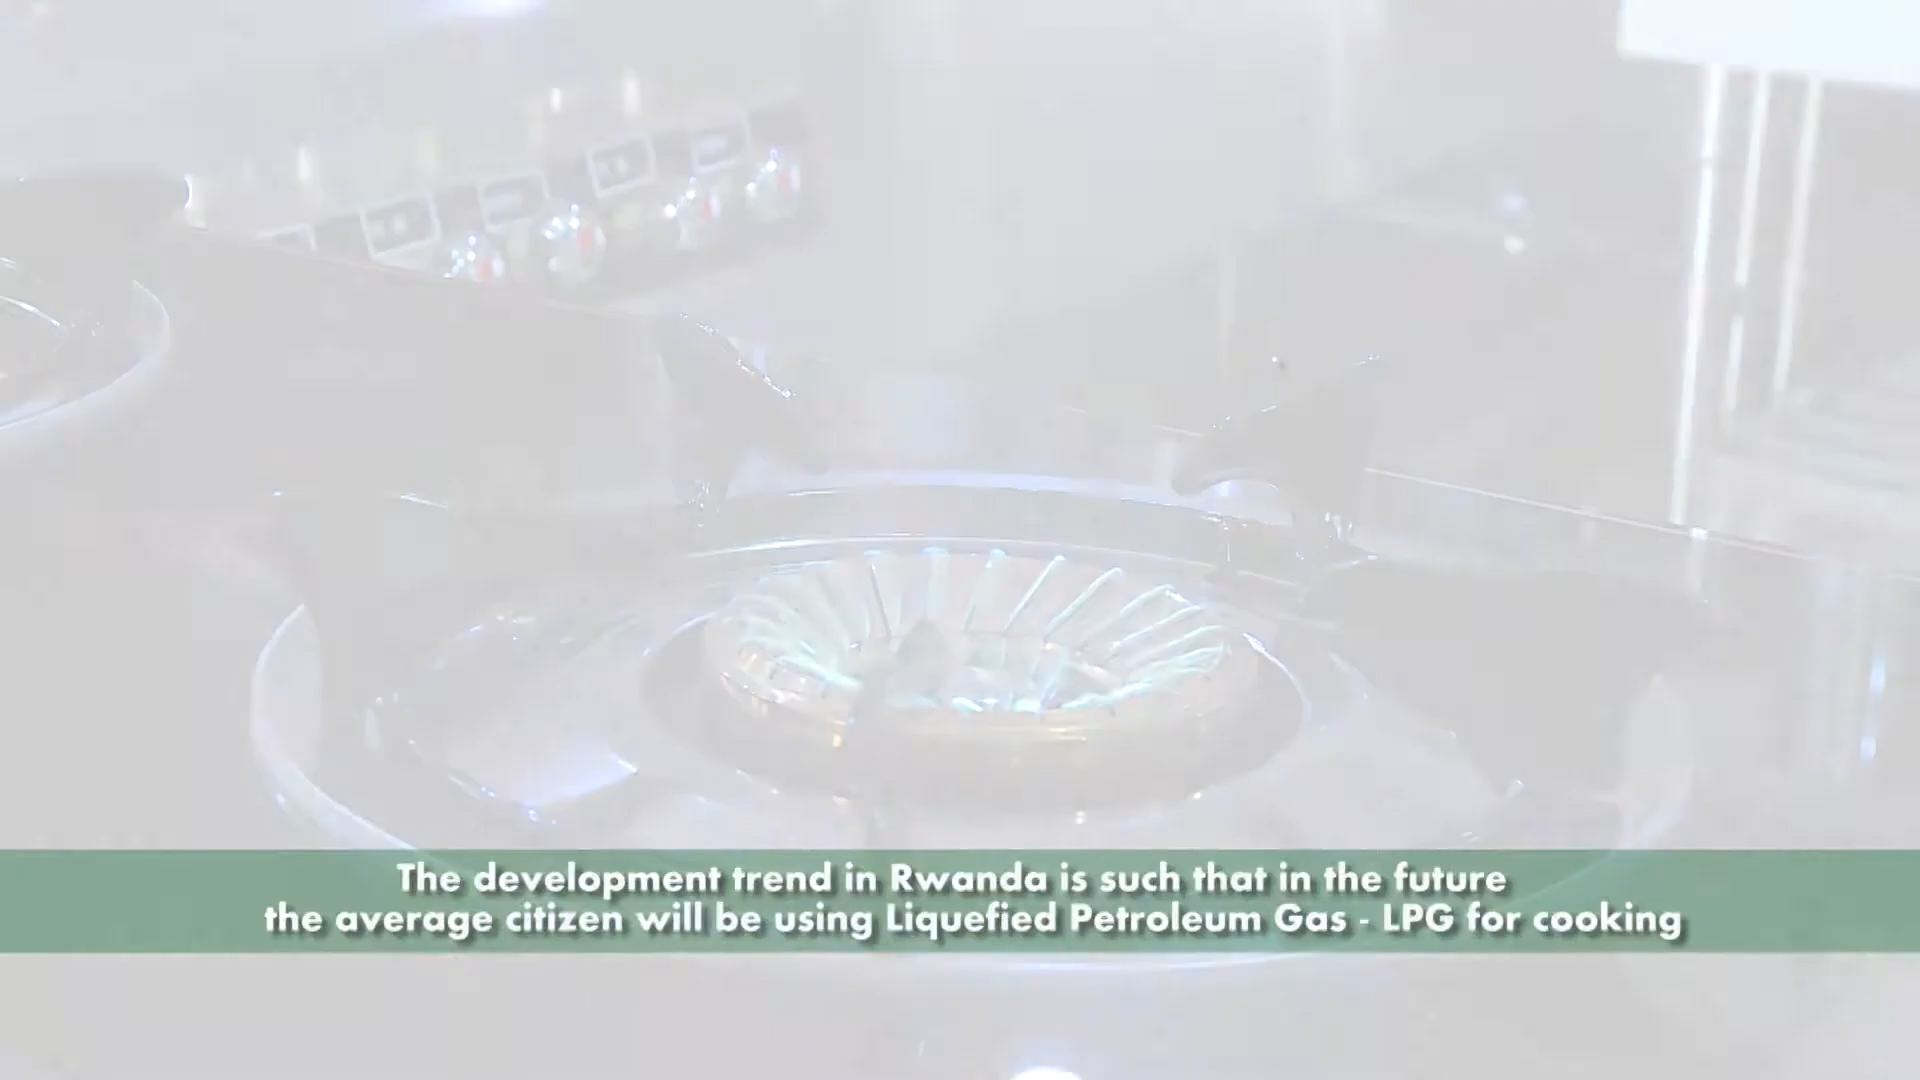 The development trend in Rwanda is such that in the future
the average citizen will be using Liquefied Petroleum Gas - LPG for cooking